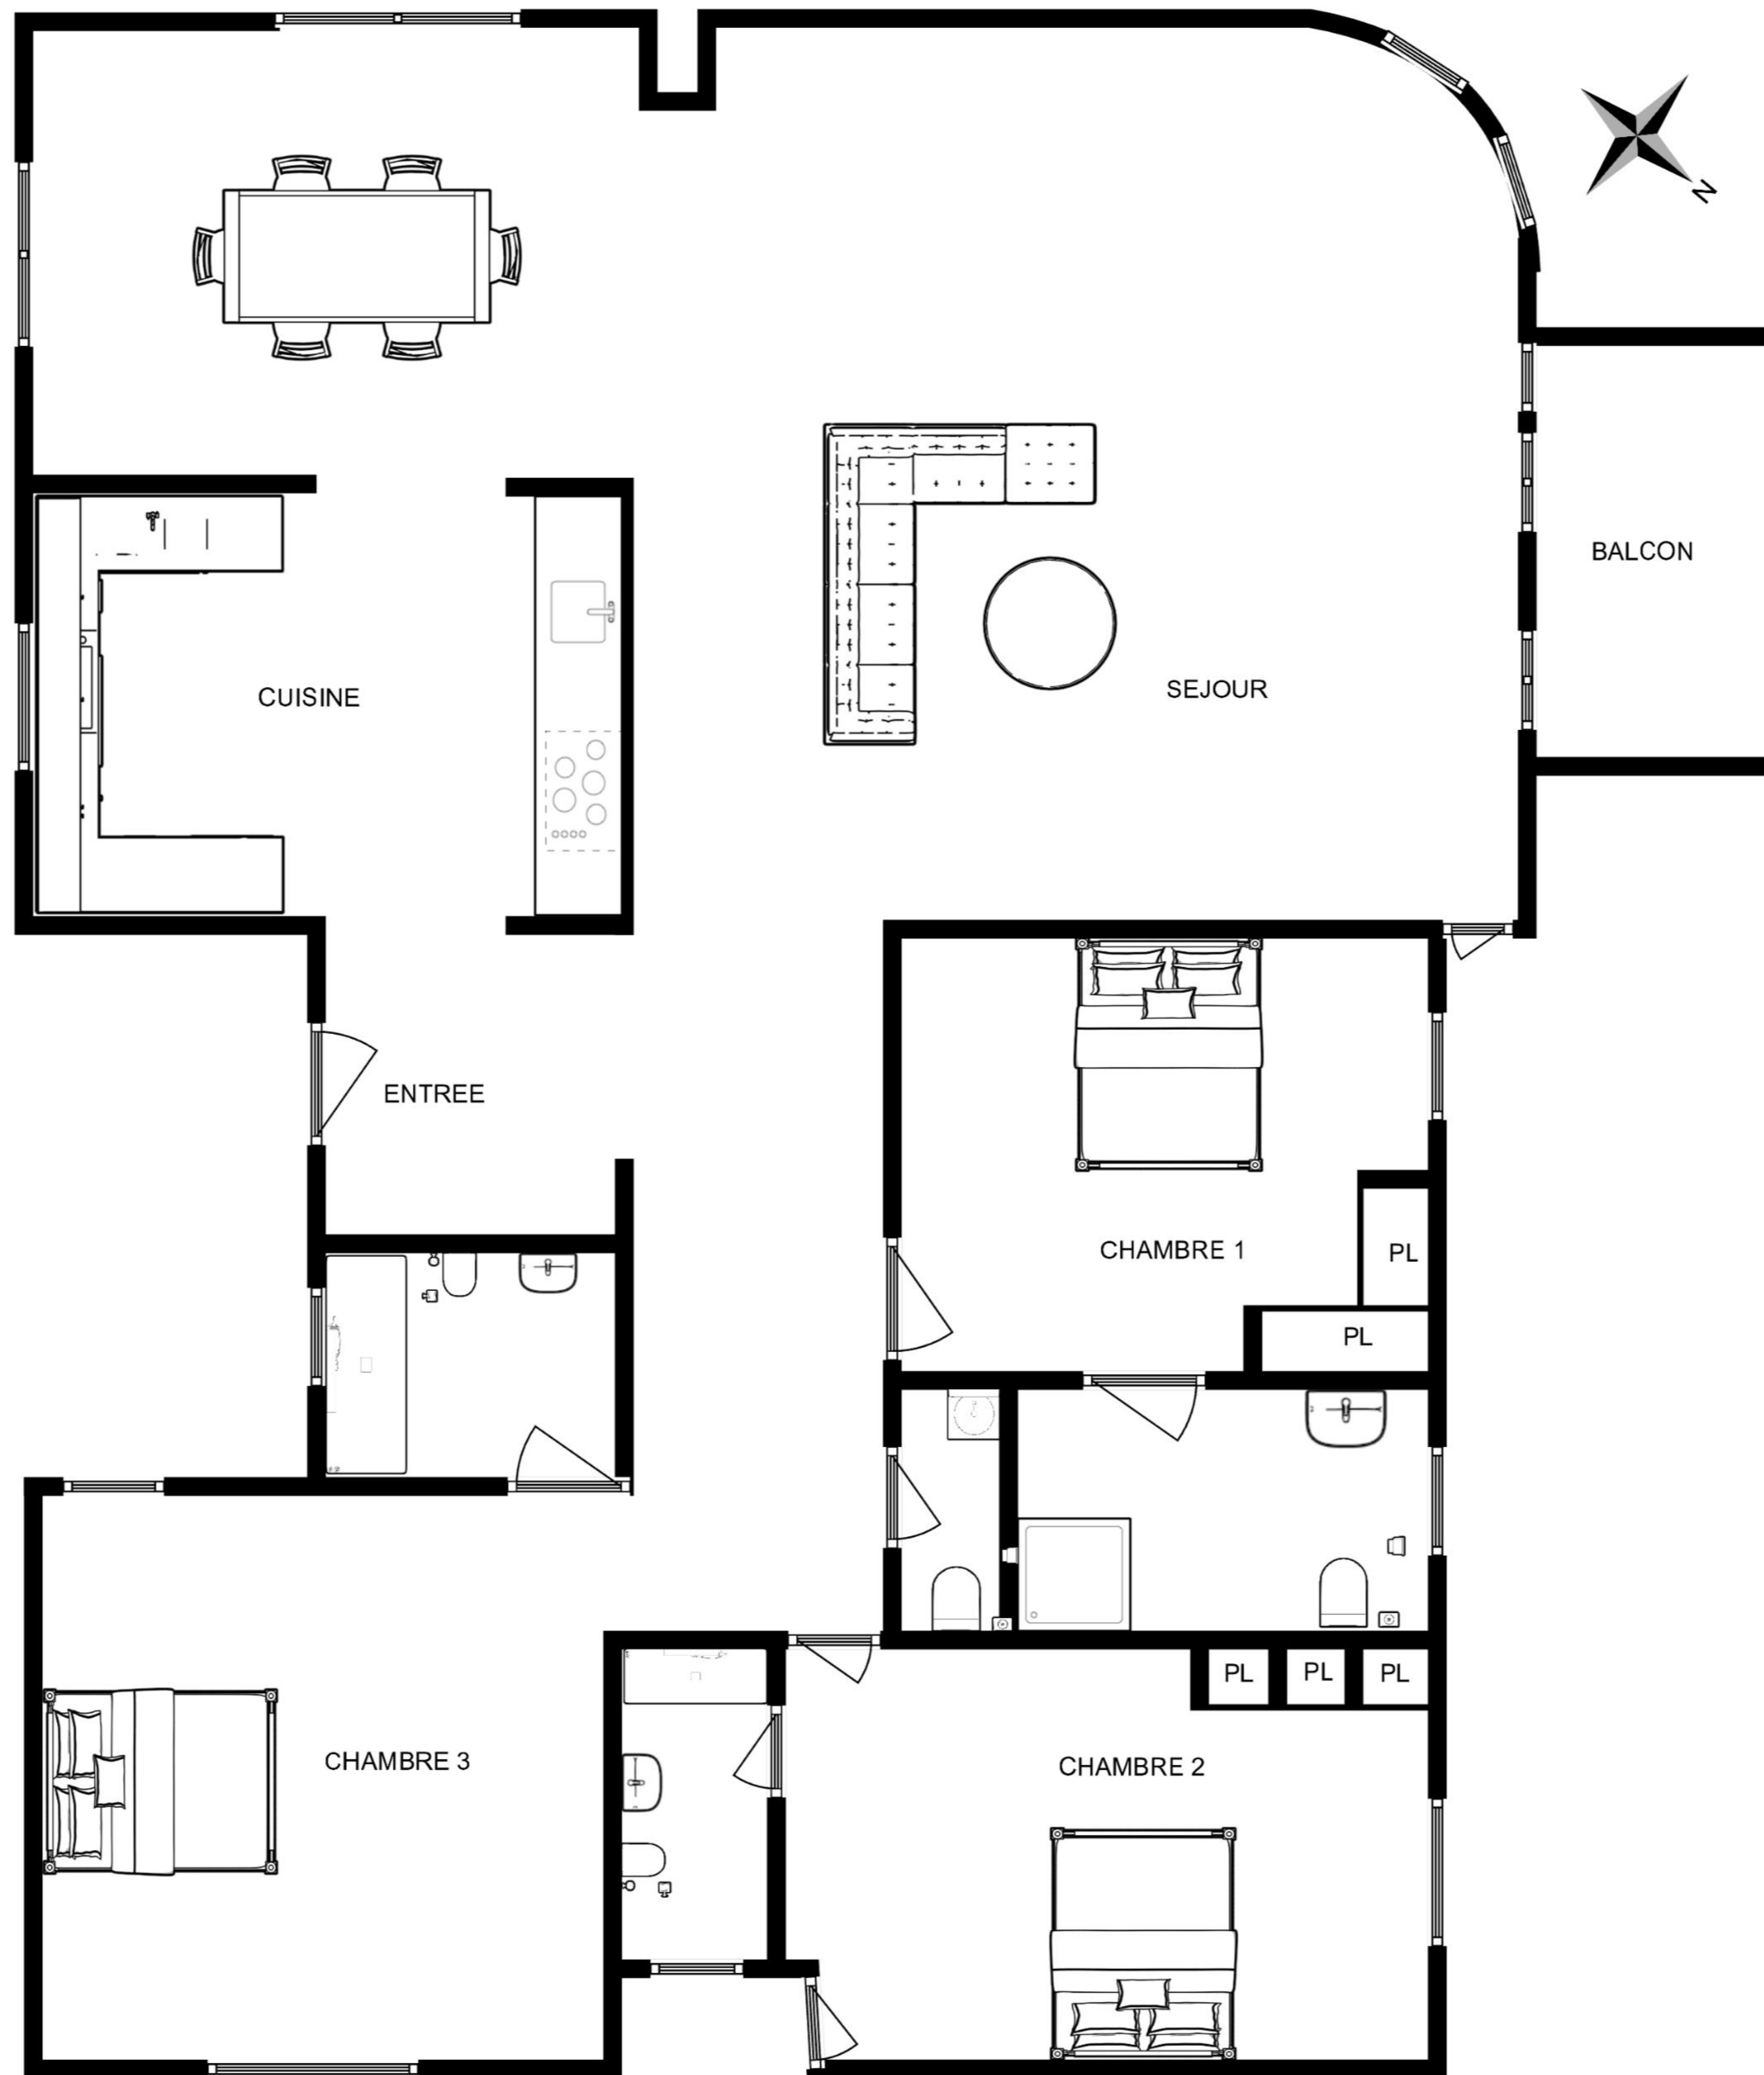 N
BALCON
CUISINE
SEJOUR
ENTREE
CHAMBRE 1
PL
PL
PL
PL
PL
CHAMBRE 3
CHAMBRE 2